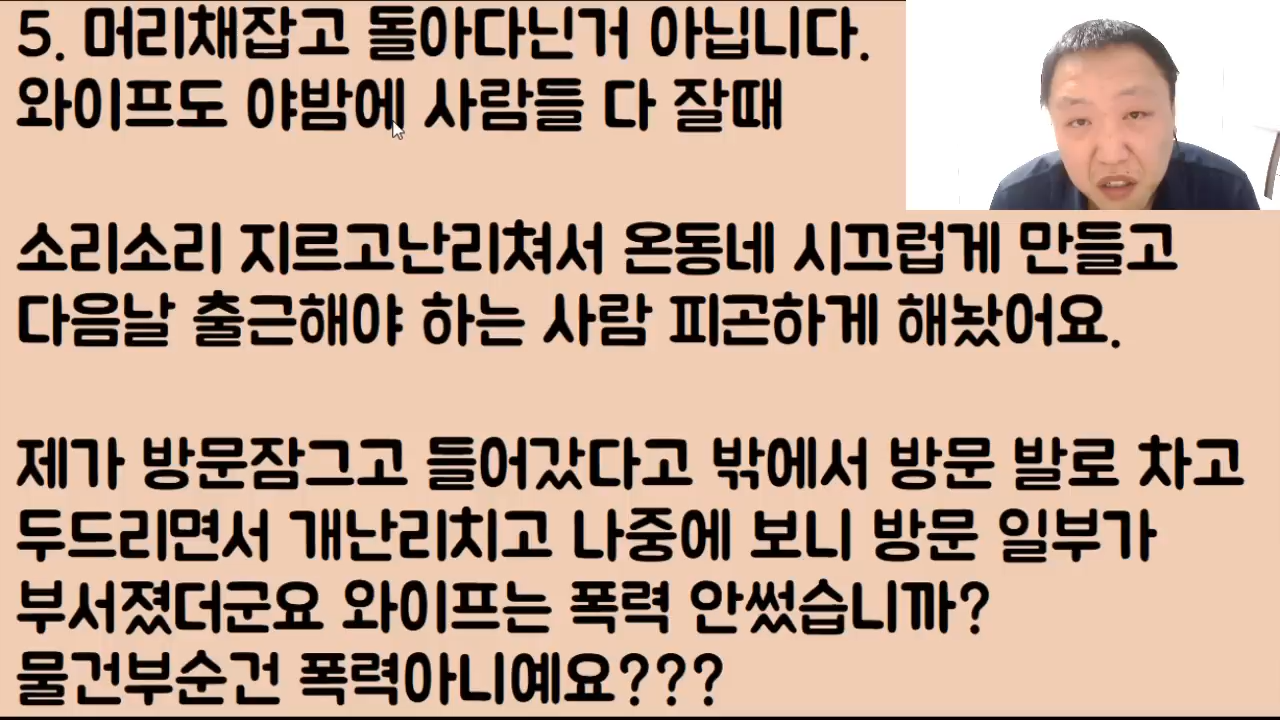 5. 머리채잡고 돌아다닌거 아닙니다.
와이프도 야밤에 사람들 다 잘때
소리소리 지르고난리쳐서 온동네 시끄럽게 만들고
다음날 출근해야 하는 사람 피곤하게 해놨어요.
제가 방문잠그고 들어갔다고 밖에서 방문 발로 차고
두드리면서 개난리치고 나중에 보니 방문 일부가
부서졌더군요 와이프는 폭력 안썼습니까?
물건부순건 폭력아니예요???